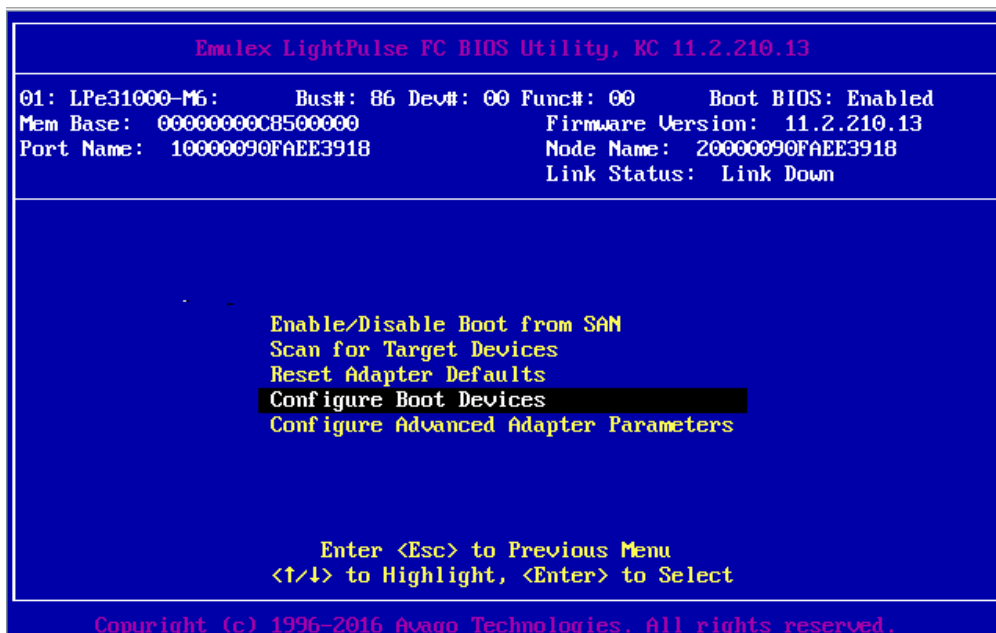 Emulex LightPulse FC BIOS Utility, KC 11.2.210.13
01: LPe31000-M6: Bus#: 86 Dev#: 00 Func#: 00 Boot BIOS: Enabled
Mem Base: 00000000C8500000 Firmware Version: 11.2.210.13
Port Name: 10000090FAEE3918 Node Name: 20000090FAEE3918
Link Status: Link Down
Enable/Disable Boot from SAN
Scan for Target Devices
Reset Adapter Defaults
Configure Boot Devices
Configure Advanced Adapter Parameters
Enter <Esc> to Previous Menu
<↑/↓> to Highlight, <Enter> to Select
Copyright (c) 1996-2016 Avago Technologies. All rights reserved.